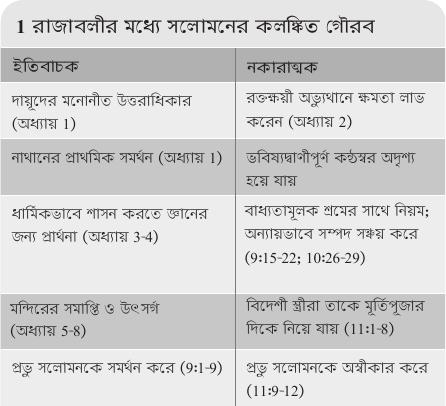 1 রাজাবলীর মধ্যে সলোমনের কলঙ্কিত গৌরব
ইতিবাচক
নকারাত্মক
দায়ূদের মনোনীত উত্তরাধিকার
(অধ্যায় 1)
রক্তক্ষয়ী অভ্যুথানে ক্ষমতা লাভ
করেন (অধ্যায় 2)
নাথানের প্রাথমিক সমর্থন (অধ্যায় 1)
ভবিষ্যদ্বাণীপূর্ণ কন্ঠস্বর অদৃশ্য
হয়ে যায়
ধার্মিকভাবে শাসন করতে জ্ঞানের
জন্য প্রার্থনা (অধ্যায় 3-4)
বাধ্যতামূলক শ্রমের সাথে নিয়ম;
অন্যায়ভাবে সম্পদ সঞ্চয় করে
(9:15-22; 10:26-29)
মন্দিরের সমাপ্তি ও উৎসর্গ
(অধ্যায় 5-8)
বিদেশী স্ত্রীরা তাকে মূর্তিপূজার
দিকে নিয়ে যায় (11:1-8)
প্রভু সলোমনকে সমর্থন করে (9:1-9)
প্রভু সলোমনকে অস্বীকার করে
(11:9-12)